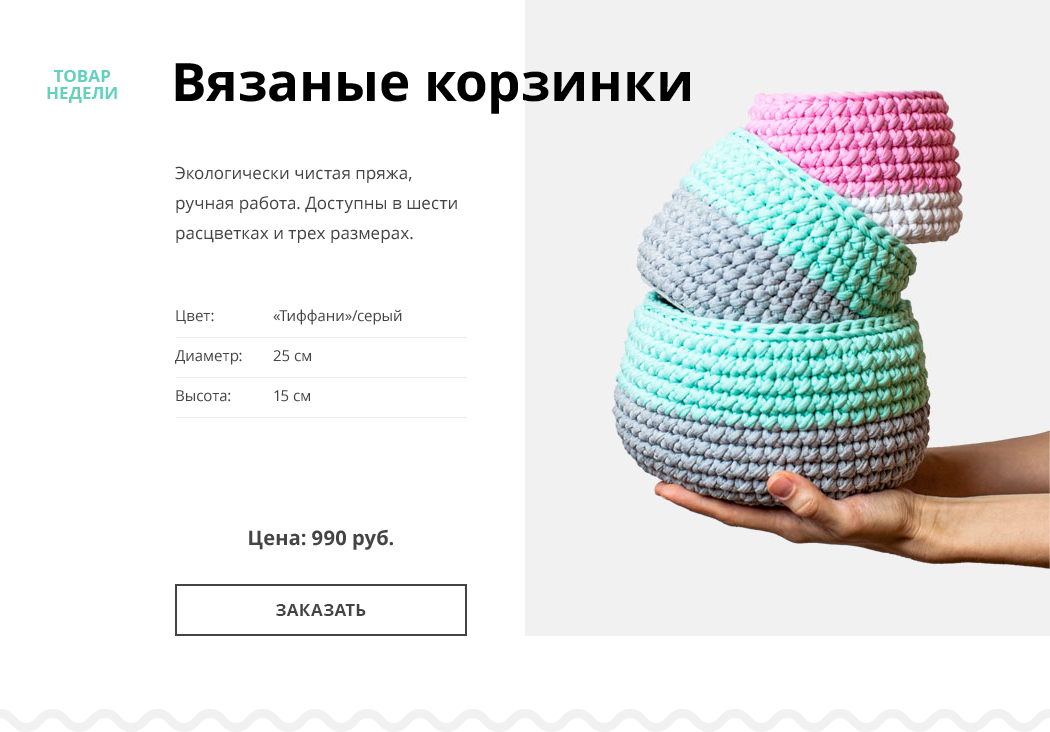 ТОВАР
НЕДЕЛИ
Вязаные корзинки
Экологически чистая пряжа,
ручная работа. Доступны в шести
расцветках и трех размерах.
Цвет: «Тиффани»/серый
Диаметр: 25 см
Высота: 15 см
Цена: 990 руб.
ЗАКАЗАТЬ